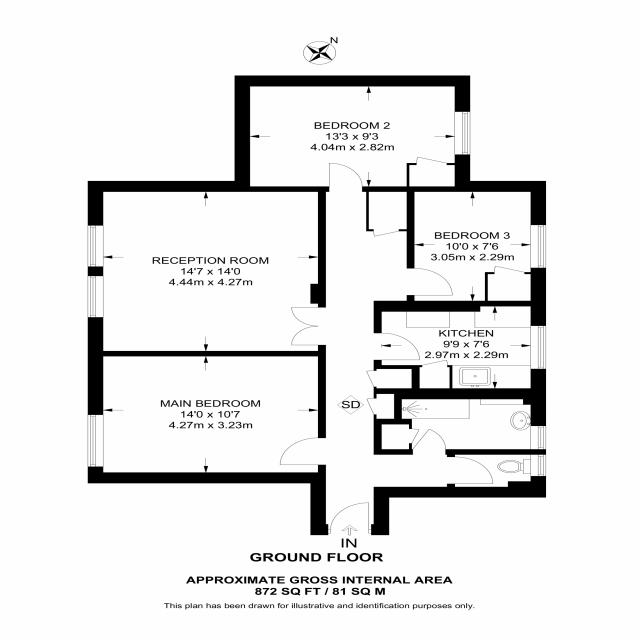 N
BEDROOM 2
13'3 x 9'3
4.04m x 2.82m
BEDROOM 3
10'0 x 7'6
3.05m x 2.29m
RECEPTION ROOM
14'7 x 14'0
4.44m x 4.27m
KITCHEN
9'9 x 7'6
2.97m x 2.29m
MAIN BEDROOM
14'0 x 10'7
4.27m x 3.23m
SD
IN
GROUND FLOOR
APPROXIMATE GROSS INTERNAL AREA
872 SQ FT / 81 SQ M
This plan has been drawn for illustrative and identification purposes only.